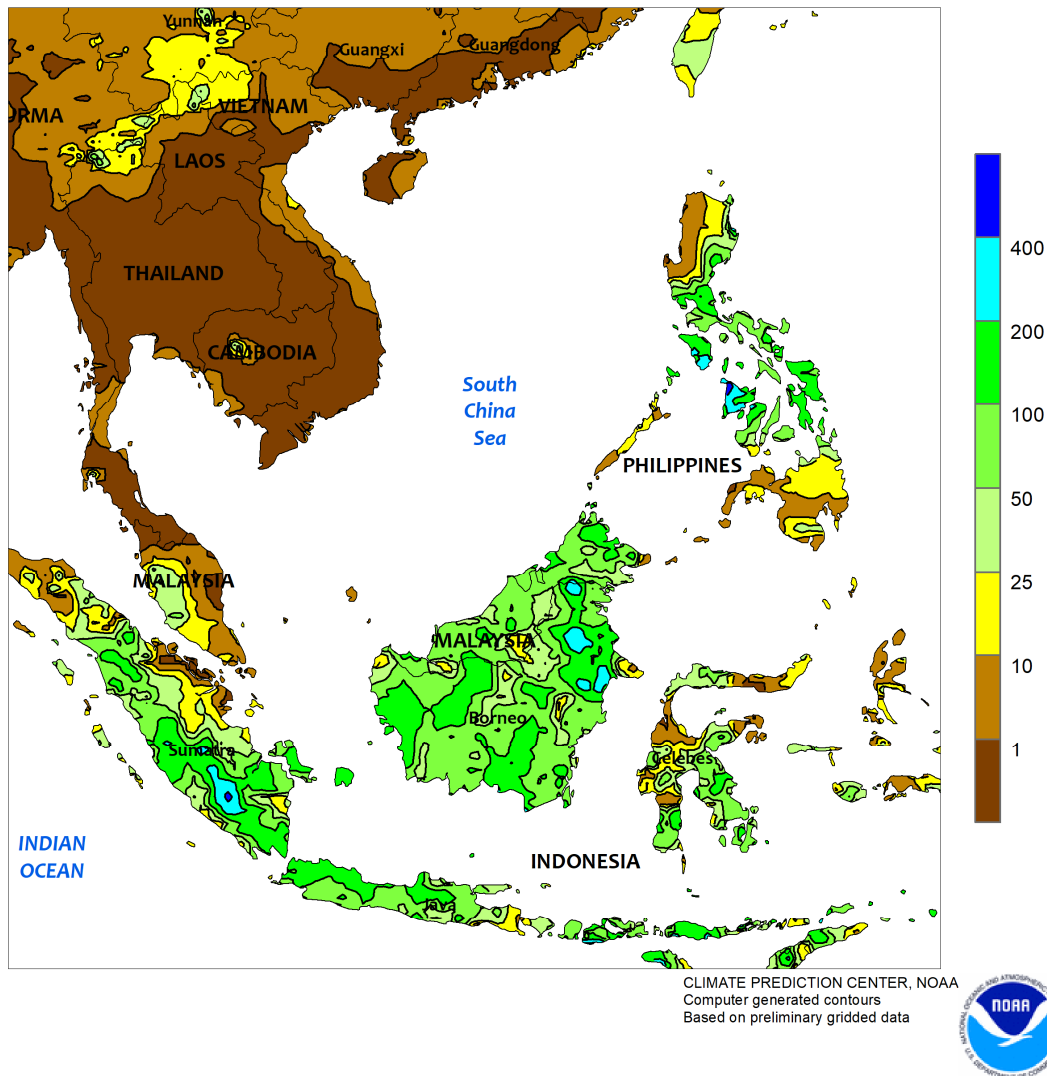 Yunnan
Guangxi
Guangdong
URMA
VIETNAM
LAOS
THAILAND
CAMBODIA
South
China
Sea
PHILIPPINES
MALAYSIA
MALAYSIA
Borneo
Sumatra
Celebes
INDIAN
OCEAN
INDONESIA
Java
400
200
100
50
25
10
1
CLIMATE PREDICTION CENTER, NOAA
Computer generated contours
Based on preliminary gridded data
NOAA